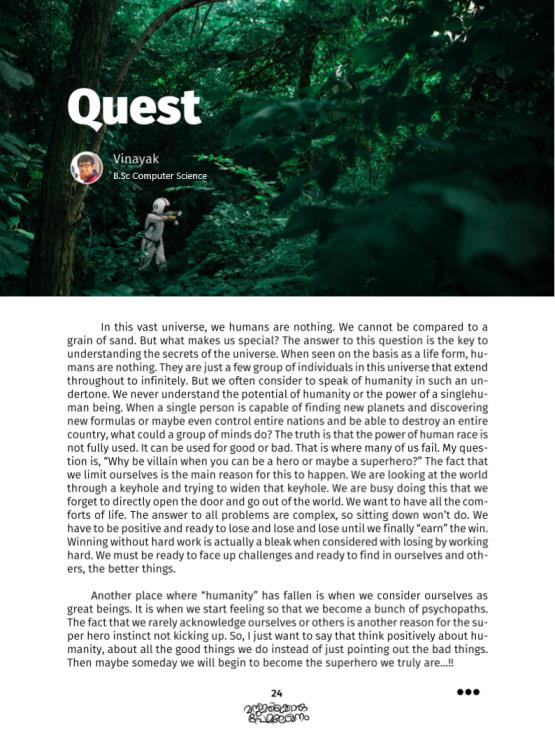 Quest
Vinayak
B.Sc Computer Science
In this vast universe, we humans are nothing. We cannot be compared to a
grain of sand. But what makes us special? The answer to this question is the key to
understanding the secrets of the universe. When seen on the basis as a life form, hu-
mans are nothing. They are just a few group of individuals in this universe that extend
throughout to infinitely. But we often consider to speak of humanity in such an un-
dertone. We never understand the potential of humanity or the power of a singlehu-
man being. When a single person is capable of finding new planets and discovering
new formulas or maybe even control entire nations and be able to destroy an entire
country, what could a group of minds do? The truth is that the power of human race is
not fully used. It can be used for good or bad. That is where many of us fail. My ques-
tion is, “Why be villain when you can be a hero or maybe a superhero?” The fact that
we limit ourselves is the main reason for this to happen. We are looking at the world
through a keyhole and trying to widen that keyhole. We are busy doing this that we
forget to directly open the door and go out of the world. We want to have all the com-
forts of life. The answer to all problems are complex, so sitting down won’t do. We
have to be positive and ready to lose and lose and lose until we finally “earn” the win.
Winning without hard work is actually a bleak when considered with losing by working
hard. We must be ready to face up challenges and ready to find in ourselves and oth-
ers, the better things.
Another place where “humanity” has fallen is when we consider ourselves as
great beings. It is when we start feeling so that we become a bunch of psychopaths.
The fact that we rarely acknowledge ourselves or others is another reason for the su-
per hero instinct not kicking up. So, I just want to say that think positively about hu-
manity, about all the good things we do instead of just pointing out the bad things.
Then maybe someday we will begin to become the superhero we truly are...!!
24